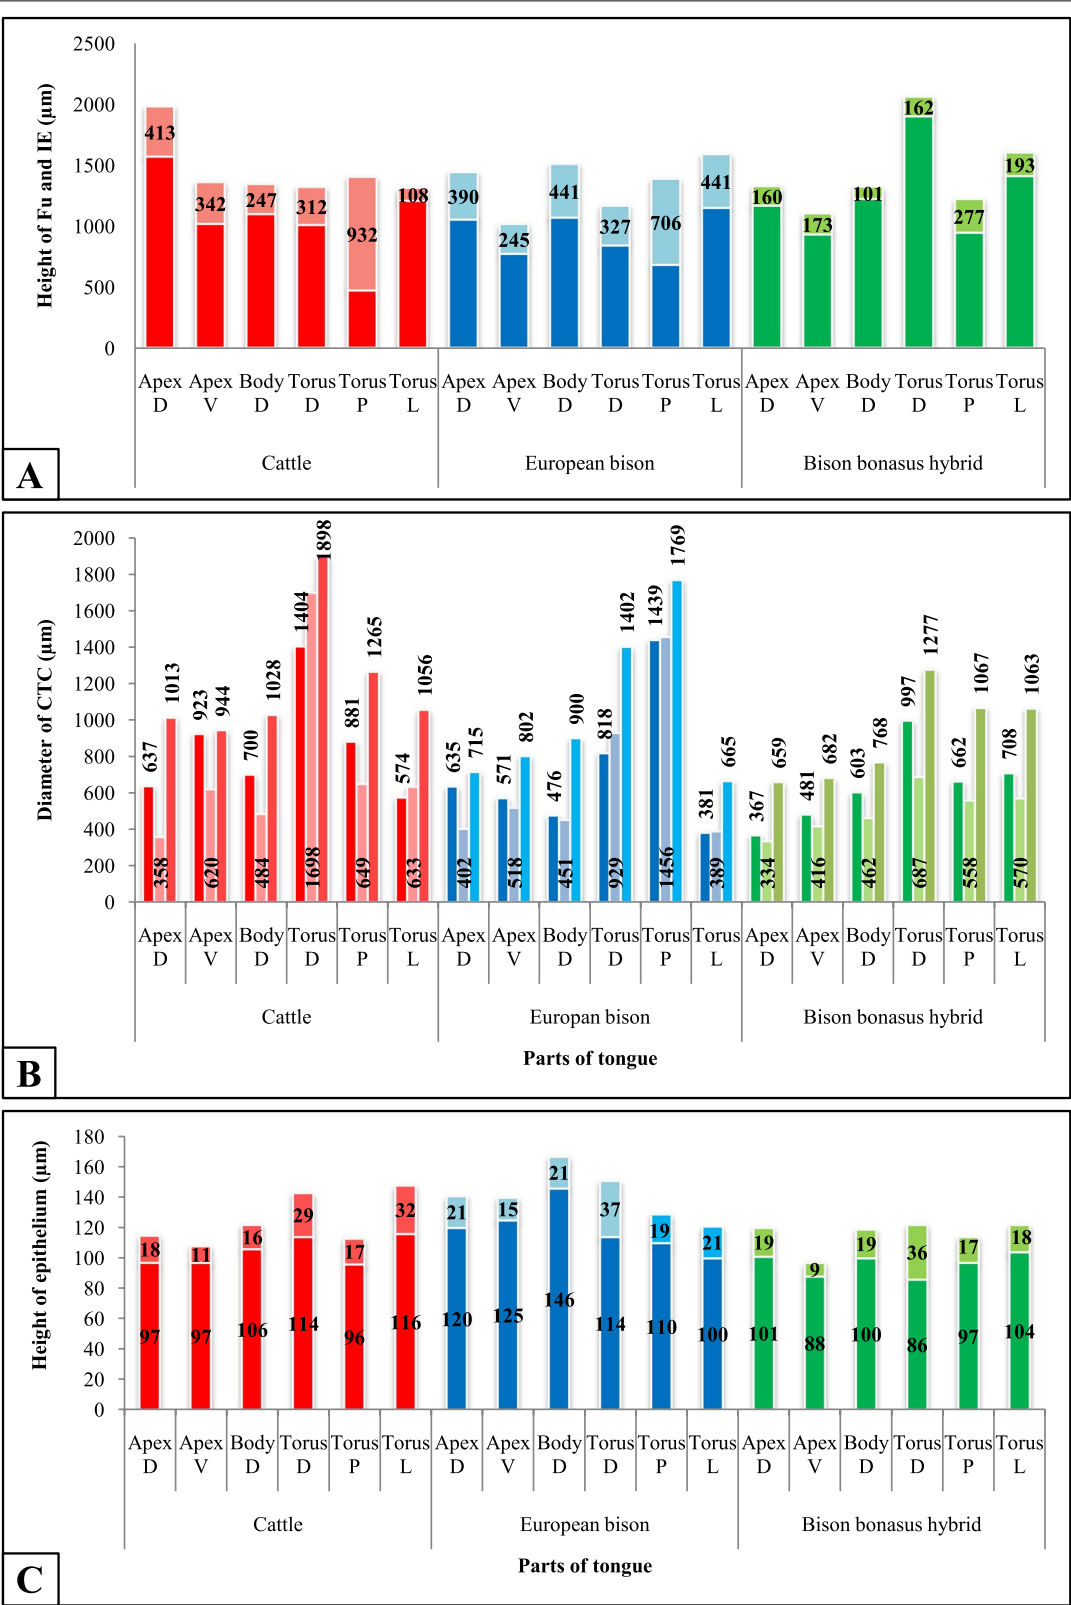 2500
2000
1500
1000
500
0
Height of Fu and IE (µm)
413 342 247 312 932 108 390 245 441 327 706 441 160 173 101 162 277 193
Apex Apex Body Torus Torus Torus Apex Apex Body Torus Torus Torus Apex Apex Body Torus Torus Torus
D V D D P L D V D D P L D V D D P L
Cattle European bison Bison bonasus hybrid
A
2000
1800
1600
1400
1200
1000
800
600
400
200
0
Diameter of CTC (µm)
637 358 1013 923 620 944 700 484 1028 1404 1698 1898 881 649 1265 574 633 1056
635 402 715 571 518 802 476 451 900 818 929 1402 1439 1456 1769 381 389 665
367 334 659 481 416 682 603 462 768 997 687 1277 662 558 1067 708 570 1063
Apex Apex Body Torus Torus Torus Apex Apex Body Torus Torus Torus Apex Apex Body Torus Torus Torus
D V D D P L D V D D P L D V D D P L
Cattle Europan bison Bison bonasus hybrid
Parts of tongue
B
180
160
140
120
100
80
60
40
20
0
Height of epithelium (µm)
18 11 16 29 17 32 21 15 21 37 19 21 19 9 19 36 17 18
97 97 106 114 96 116 120 125 146 114 110 100 101 88 100 86 97 104
Apex Apex Body Torus Torus Torus Apex Apex Body Torus Torus Torus Apex Apex Body Torus Torus Torus
D V D D P L D V D D P L D V D D P L
Cattle European bison Bison bonasus hybrid
Parts of tongue
C